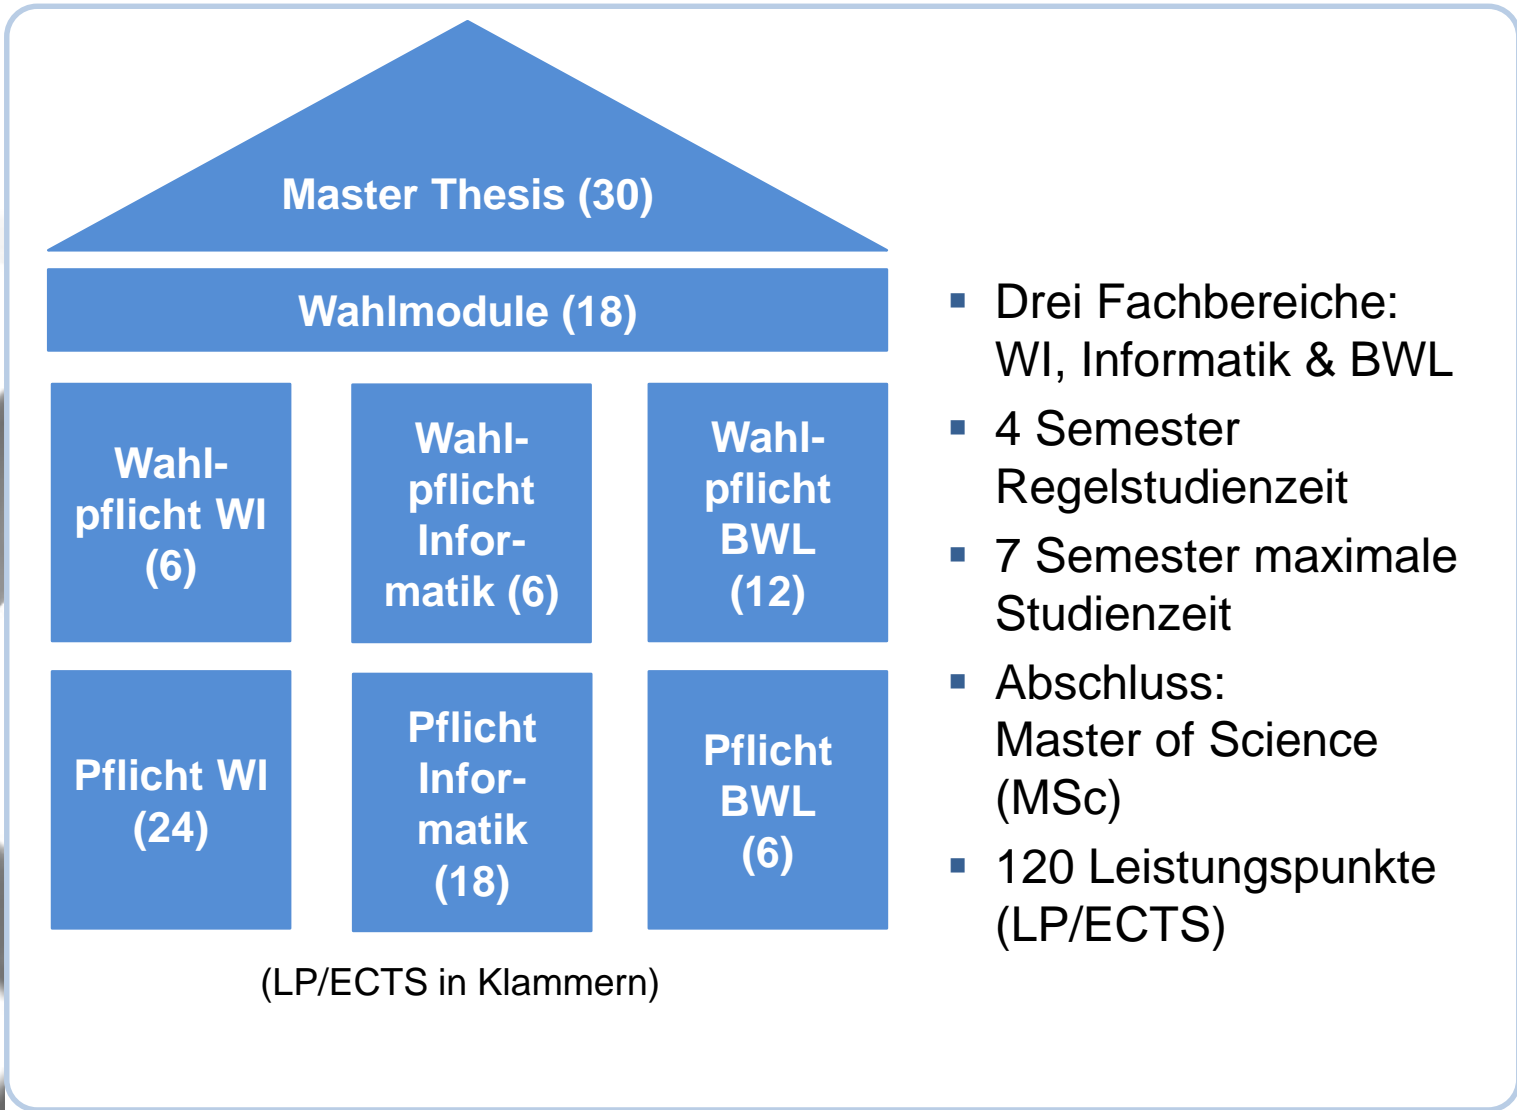 Master Thesis (30)
Wahlmodule (18)
Wahl-
pflicht WI
(6)
Wahl-
pflicht
Infor-
matik (6)
Wahl-
pflicht
BWL
(12)
Pflicht WI
(24)
Pflicht
Infor-
matik
(18)
Pflicht
BWL
(6)
(LP/ECTS in Klammern)
▪ Drei Fachbereiche:
WI, Informatik & BWL
▪ 4 Semester
Regelstudienzeit
▪ 7 Semester maximale
Studienzeit
▪ Abschluss:
Master of Science
(MSc)
▪ 120 Leistungspunkte
(LP/ECTS)